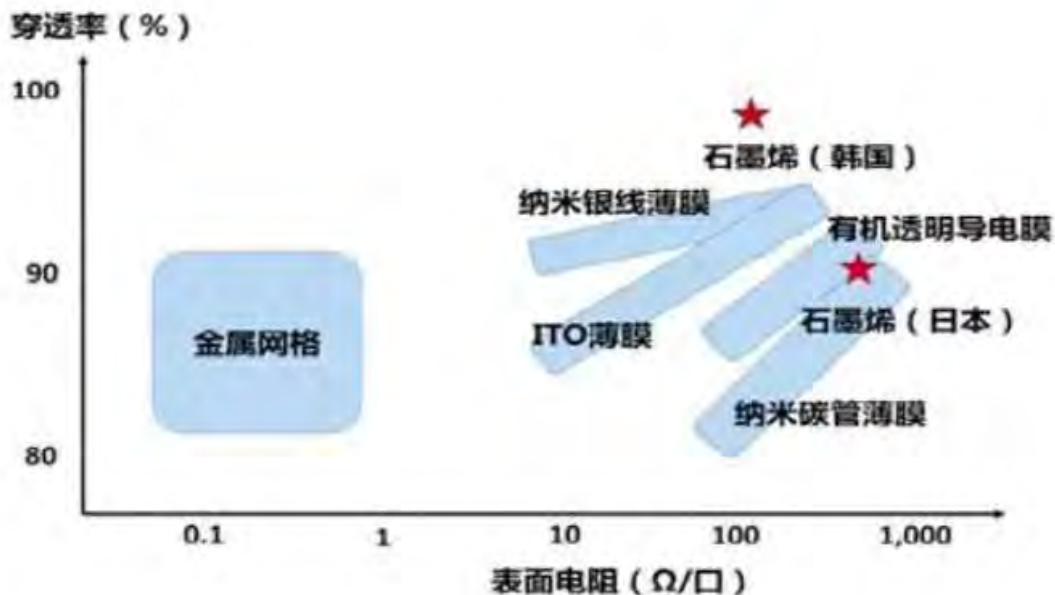 穿透率（%）
100
石墨烯（韩国）
纳米银线薄膜
有机透明导电膜
90
石墨烯（日本）
ITO薄膜
金属网格
纳米碳管薄膜
80
0.1 1 10 100 1,000
表面电阻（Ω/口）